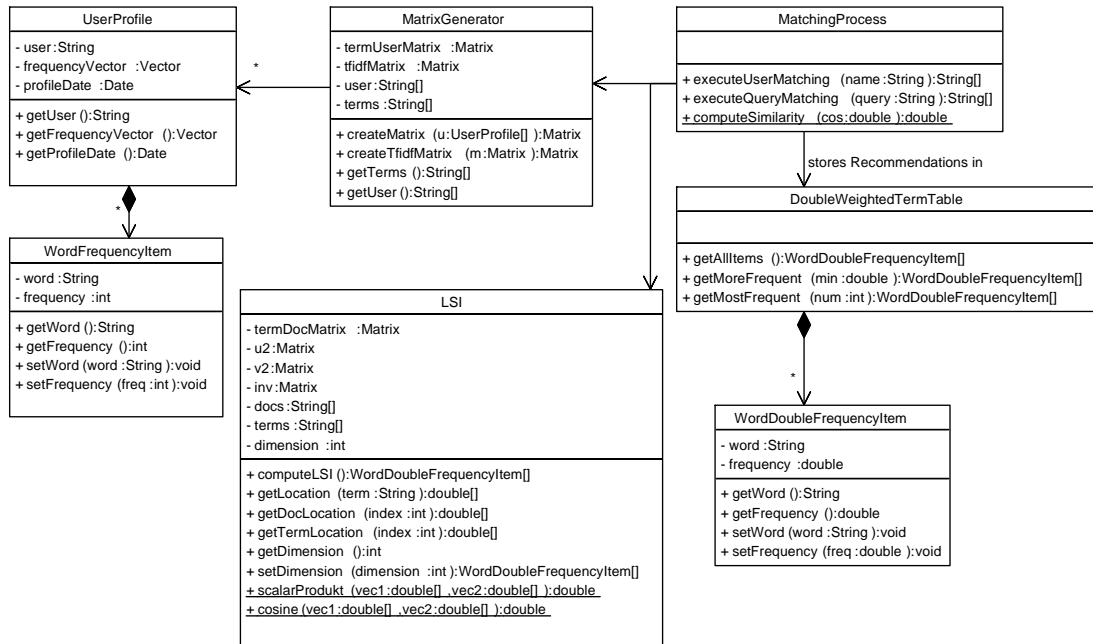 UserProfile
- user:String
- frequencyVector :Vector
- profileDate :Date
+ getUser ():String
+ getFrequencyVector ():Vector
+ getProfileDate ():Date
*
MatrixGenerator
- termUserMatrix :Matrix
- tfidfMatrix :Matrix
- user:String[]
- terms :String[]
+ createMatrix (u:UserProfile[] ):Matrix
+ createTfidfMatrix (m:Matrix ):Matrix
+ getTerms ():String[]
+ getUser ():String[]
MatchingProcess
+ executeUserMatching (name:String ):String[]
+ executeQueryMatching (query :String ):String[]
+ computeSimilarity (cos:double ):double
stores Recommendations in
*
WordFrequencyItem
- word :String
- frequency :int
+ getWord ():String
+ getFrequency ():int
+ setWord (word :String ):void
+ setFrequency (freq :int ):void
LSI
- termDocMatrix :Matrix
- u2:Matrix
- v2:Matrix
- inv:Matrix
- docs:String[]
- terms :String[]
- dimension :int
+ computeLSI ():WordDoubleFrequencyItem[]
+ getLocation (term :String ):double[]
+ getDocLocation (index :int ):double[]
+ getTermLocation (index :int ):double[]
+ getDimension ():int
+ setDimension (dimension :int ):WordDoubleFrequencyItem[]
+ scalarProdukt (vec1:double[] ,vec2:double[] ):double
+ cosine (vec1:double[] ,vec2:double[] ):double
DoubleWeightedTermTable
+ getAllItems ():WordDoubleFrequencyItem[]
+ getMoreFrequent (min :double ):WordDoubleFrequencyItem[]
+ getMostFrequent (num :int ):WordDoubleFrequencyItem[]
*
WordDoubleFrequencyItem
- word :String
- frequency :double
+ getWord ():String
+ getFrequency ():double
+ setWord (word :String ):void
+ setFrequency (freq :double ):void